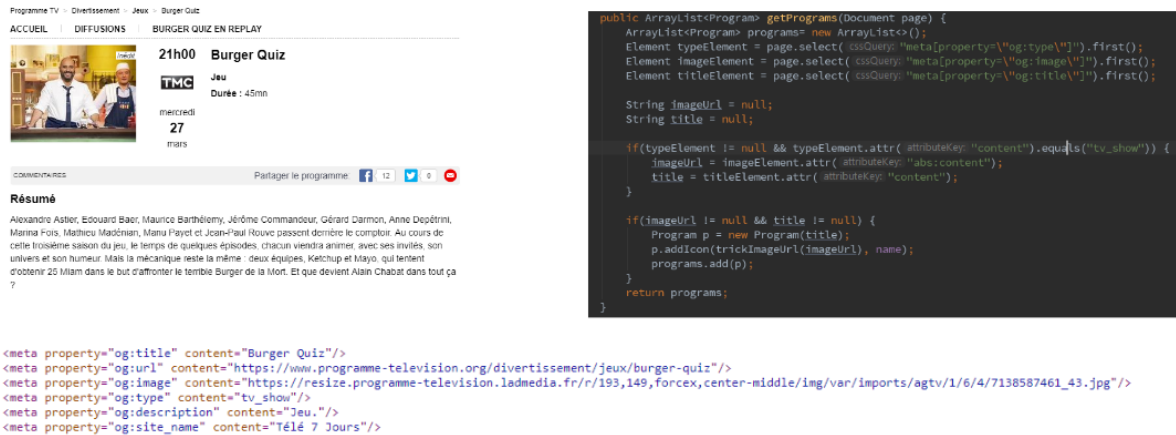 Programme TV > Divertissement > Jeux > Burger Quiz
ACCUEIL DIFFUSIONS BURGER QUIZ EN REPLAY
21h00 Burger Quiz
TMC
Jeu
Durée : 45mn
mercredi
27
mars
COMMENTAIRES
Partager le programme: 12 0
Résumé
Alexandre Astier, Edouard Baer, Maurice Barthélemy, Jérôme Commandeur, Gérard Darmon, Anne Depétrini,
Marina Fois, Mathieu Madénian, Manu Payet et Jean-Paul Rouve passent derrière le comptoir. Au cours de
cette troisième saison du jeu, le temps de quelques épisodes, chacun viendra animer, avec ses invités, son
univers et son humeur. Mais la mécanique reste la même : deux équipes, Ketchup et Mayo, qui tentent
d'obtenir 25 Miam dans le but d'affronter le terrible Burger de la Mort. Et que devient Alain Chabat dans tout ça
?
public ArrayList<Program> getPrograms(Document page) {
ArrayList<Program> programs= new ArrayList<>();
Element typeElement = page.select( cssQuery: "meta[property=\"og:type\"]").first();
Element imageElement = page.select( cssQuery: "meta[property=\"og:image\"]").first();
Element titleElement = page.select( cssQuery: "meta[property=\"og:title\"]").first();
String imageUrl = null;
String title = null;
if(typeElement != null && typeElement.attr( attributeKey: "content").equals("tv_show")) {
imageUrl = imageElement.attr( attributeKey: "abs:content");
title = titleElement.attr( attributeKey: "content");
}
if(imageUrl != null && title != null) {
Program p = new Program(title);
p.addIcon(trickImageUrl(imageUrl), name);
programs.add(p);
}
return programs;
}
<meta property="og:title" content="Burger Quiz"/>
<meta property="og:url" content="https://www.programme-television.org/divertissement/jeux/burger-quiz"/>
<meta property="og:image" content="https://resize.programme-television.ladmedia.fr/r/193,149,forcex,center-middle/img/var/imports/agtv/1/6/4/7138587461_43.jpg"/>
<meta property="og:type" content="tv_show"/>
<meta property="og:description" content="Jeu."/>
<meta property="og:site_name" content="Télé 7 Jours"/>